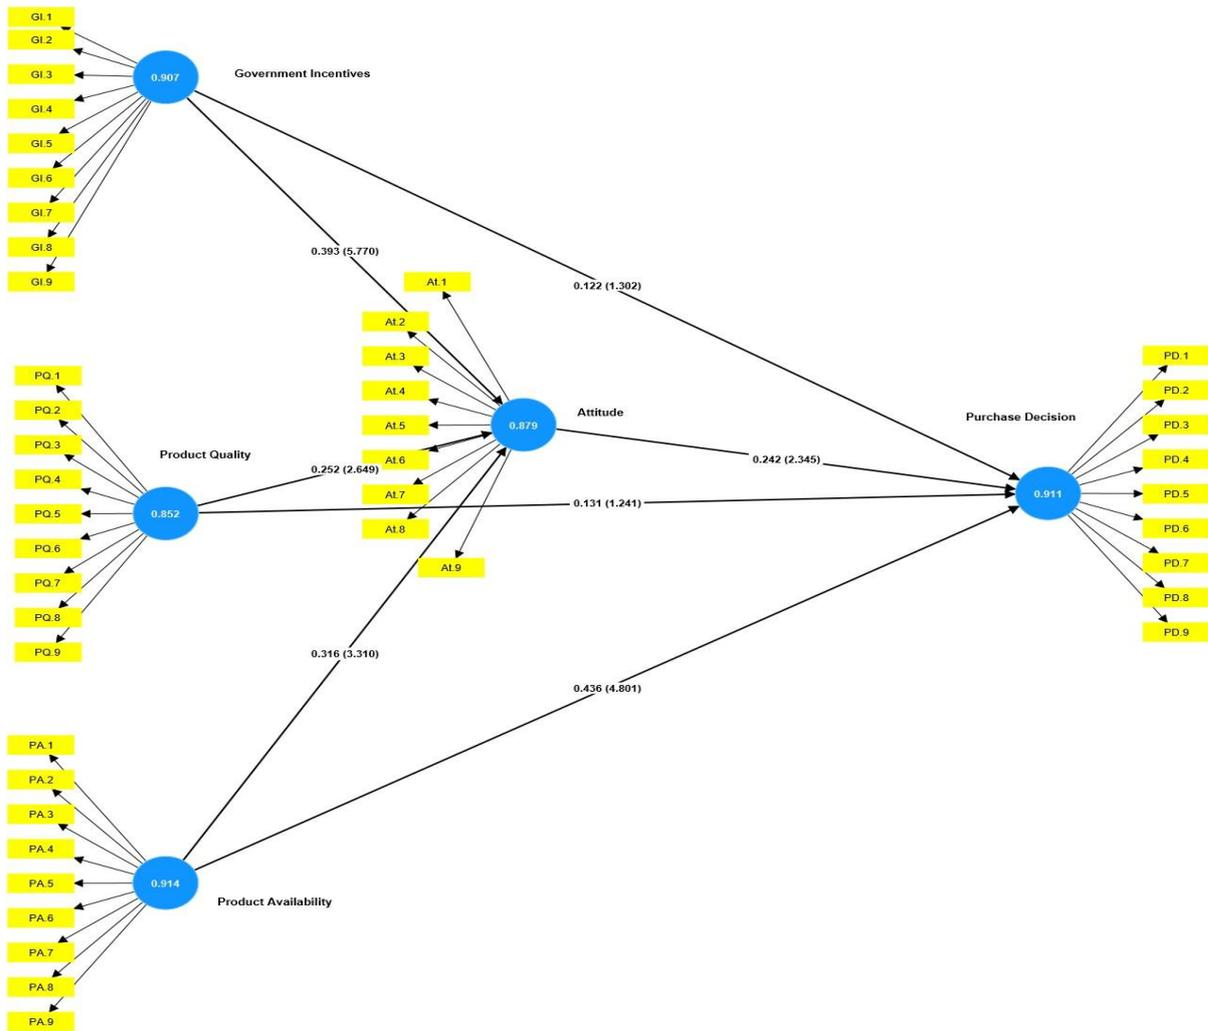 GI.1
GI.2
GI.3
GI.4
GI.5
GI.6
GI.7
GI.8
GI.9
0.907
Government Incentives
0.393 (5.770)
0.122 (1.302)
At.1
At.2
At.3
At.4
At.5
At.6
At.7
At.8
At.9
0.879
Attitude
PQ.1
PQ.2
PQ.3
PQ.4
PQ.5
PQ.6
PQ.7
PQ.8
PQ.9
Product Quality
0.852
0.252 (2.649)
0.131 (1.241)
0.242 (2.345)
Purchase Decision
0.911
PD.1
PD.2
PD.3
PD.4
PD.5
PD.6
PD.7
PD.8
PD.9
0.316 (3.310)
0.436 (4.801)
PA.1
PA.2
PA.3
PA.4
PA.5
PA.6
PA.7
PA.8
PA.9
0.914
Product Availability